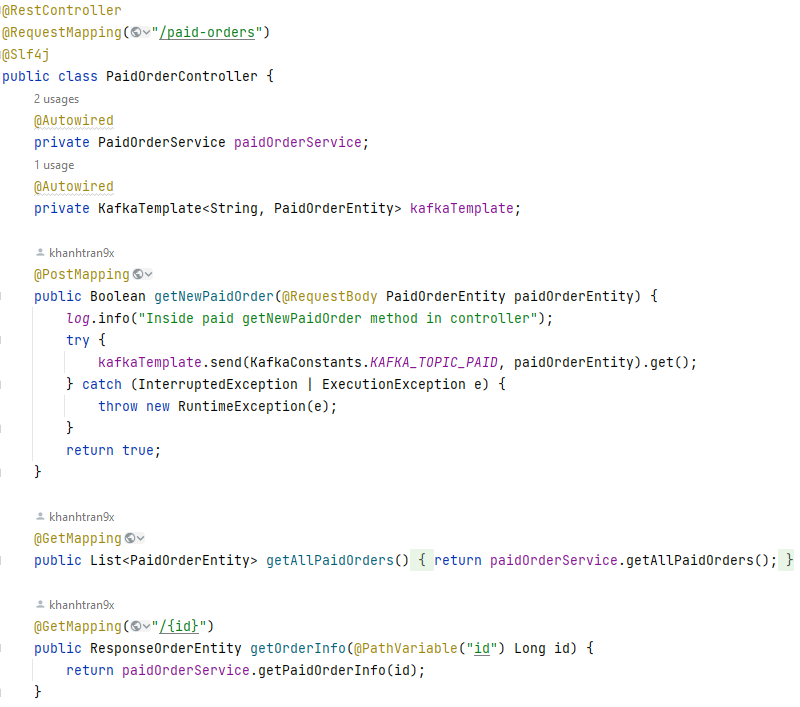 @RestController
@RequestMapping("/paid-orders")
@Slf4j
public class PaidOrderController {
2 usages
@Autowired
private PaidOrderService paidOrderService;
1 usage
@Autowired
private KafkaTemplate<String, PaidOrderEntity> kafkaTemplate;
khanhtran9x
@PostMapping
public Boolean getNewPaidOrder(@RequestBody PaidOrderEntity paidOrderEntity) {
log.info("Inside paid getNewPaidOrder method in controller");
try {
kafkaTemplate.send(KafkaConstants.KAFKA_TOPIC_PAID, paidOrderEntity).get();
} catch (InterruptedException | ExecutionException e) {
throw new RuntimeException(e);
}
return true;
}
khanhtran9x
@GetMapping
public List<PaidOrderEntity> getAllPaidOrders() { return paidOrderService.getAllPaidOrders(); }
khanhtran9x
@GetMapping("/{id}")
public ResponseOrderEntity getOrderInfo(@PathVariable("id") Long id) {
return paidOrderService.getPaidOrderInfo(id);
}